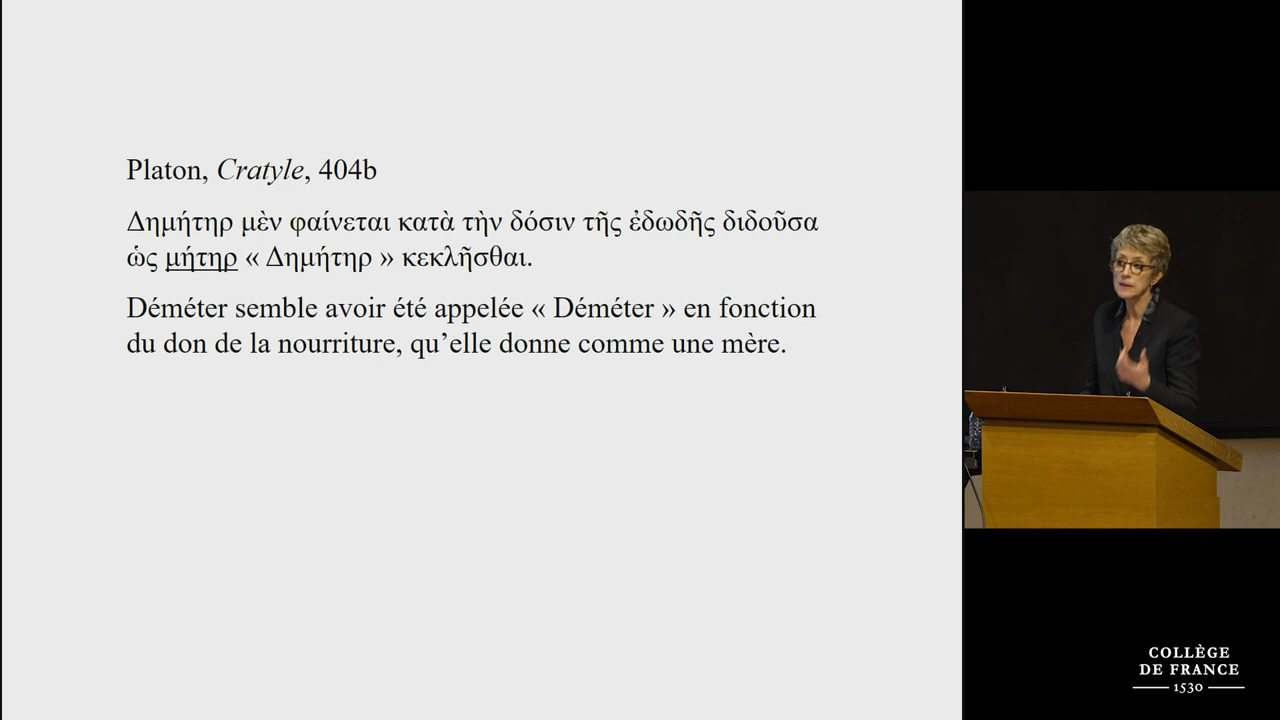 Platon, Cratyle, 404b
Δημήτηρ μὲν φαίνεται κατὰ τὴν δόσιν τῆς ἐδωδῆς διδοῦσα
ὡς μήτηρ « Δημήτηρ » κεκλῆσθαι.
Déméter semble avoir été appelée « Déméter » en fonction
du don de la nourriture, qu’elle donne comme une mère.
COLLÈGE
DE FRANCE
1530